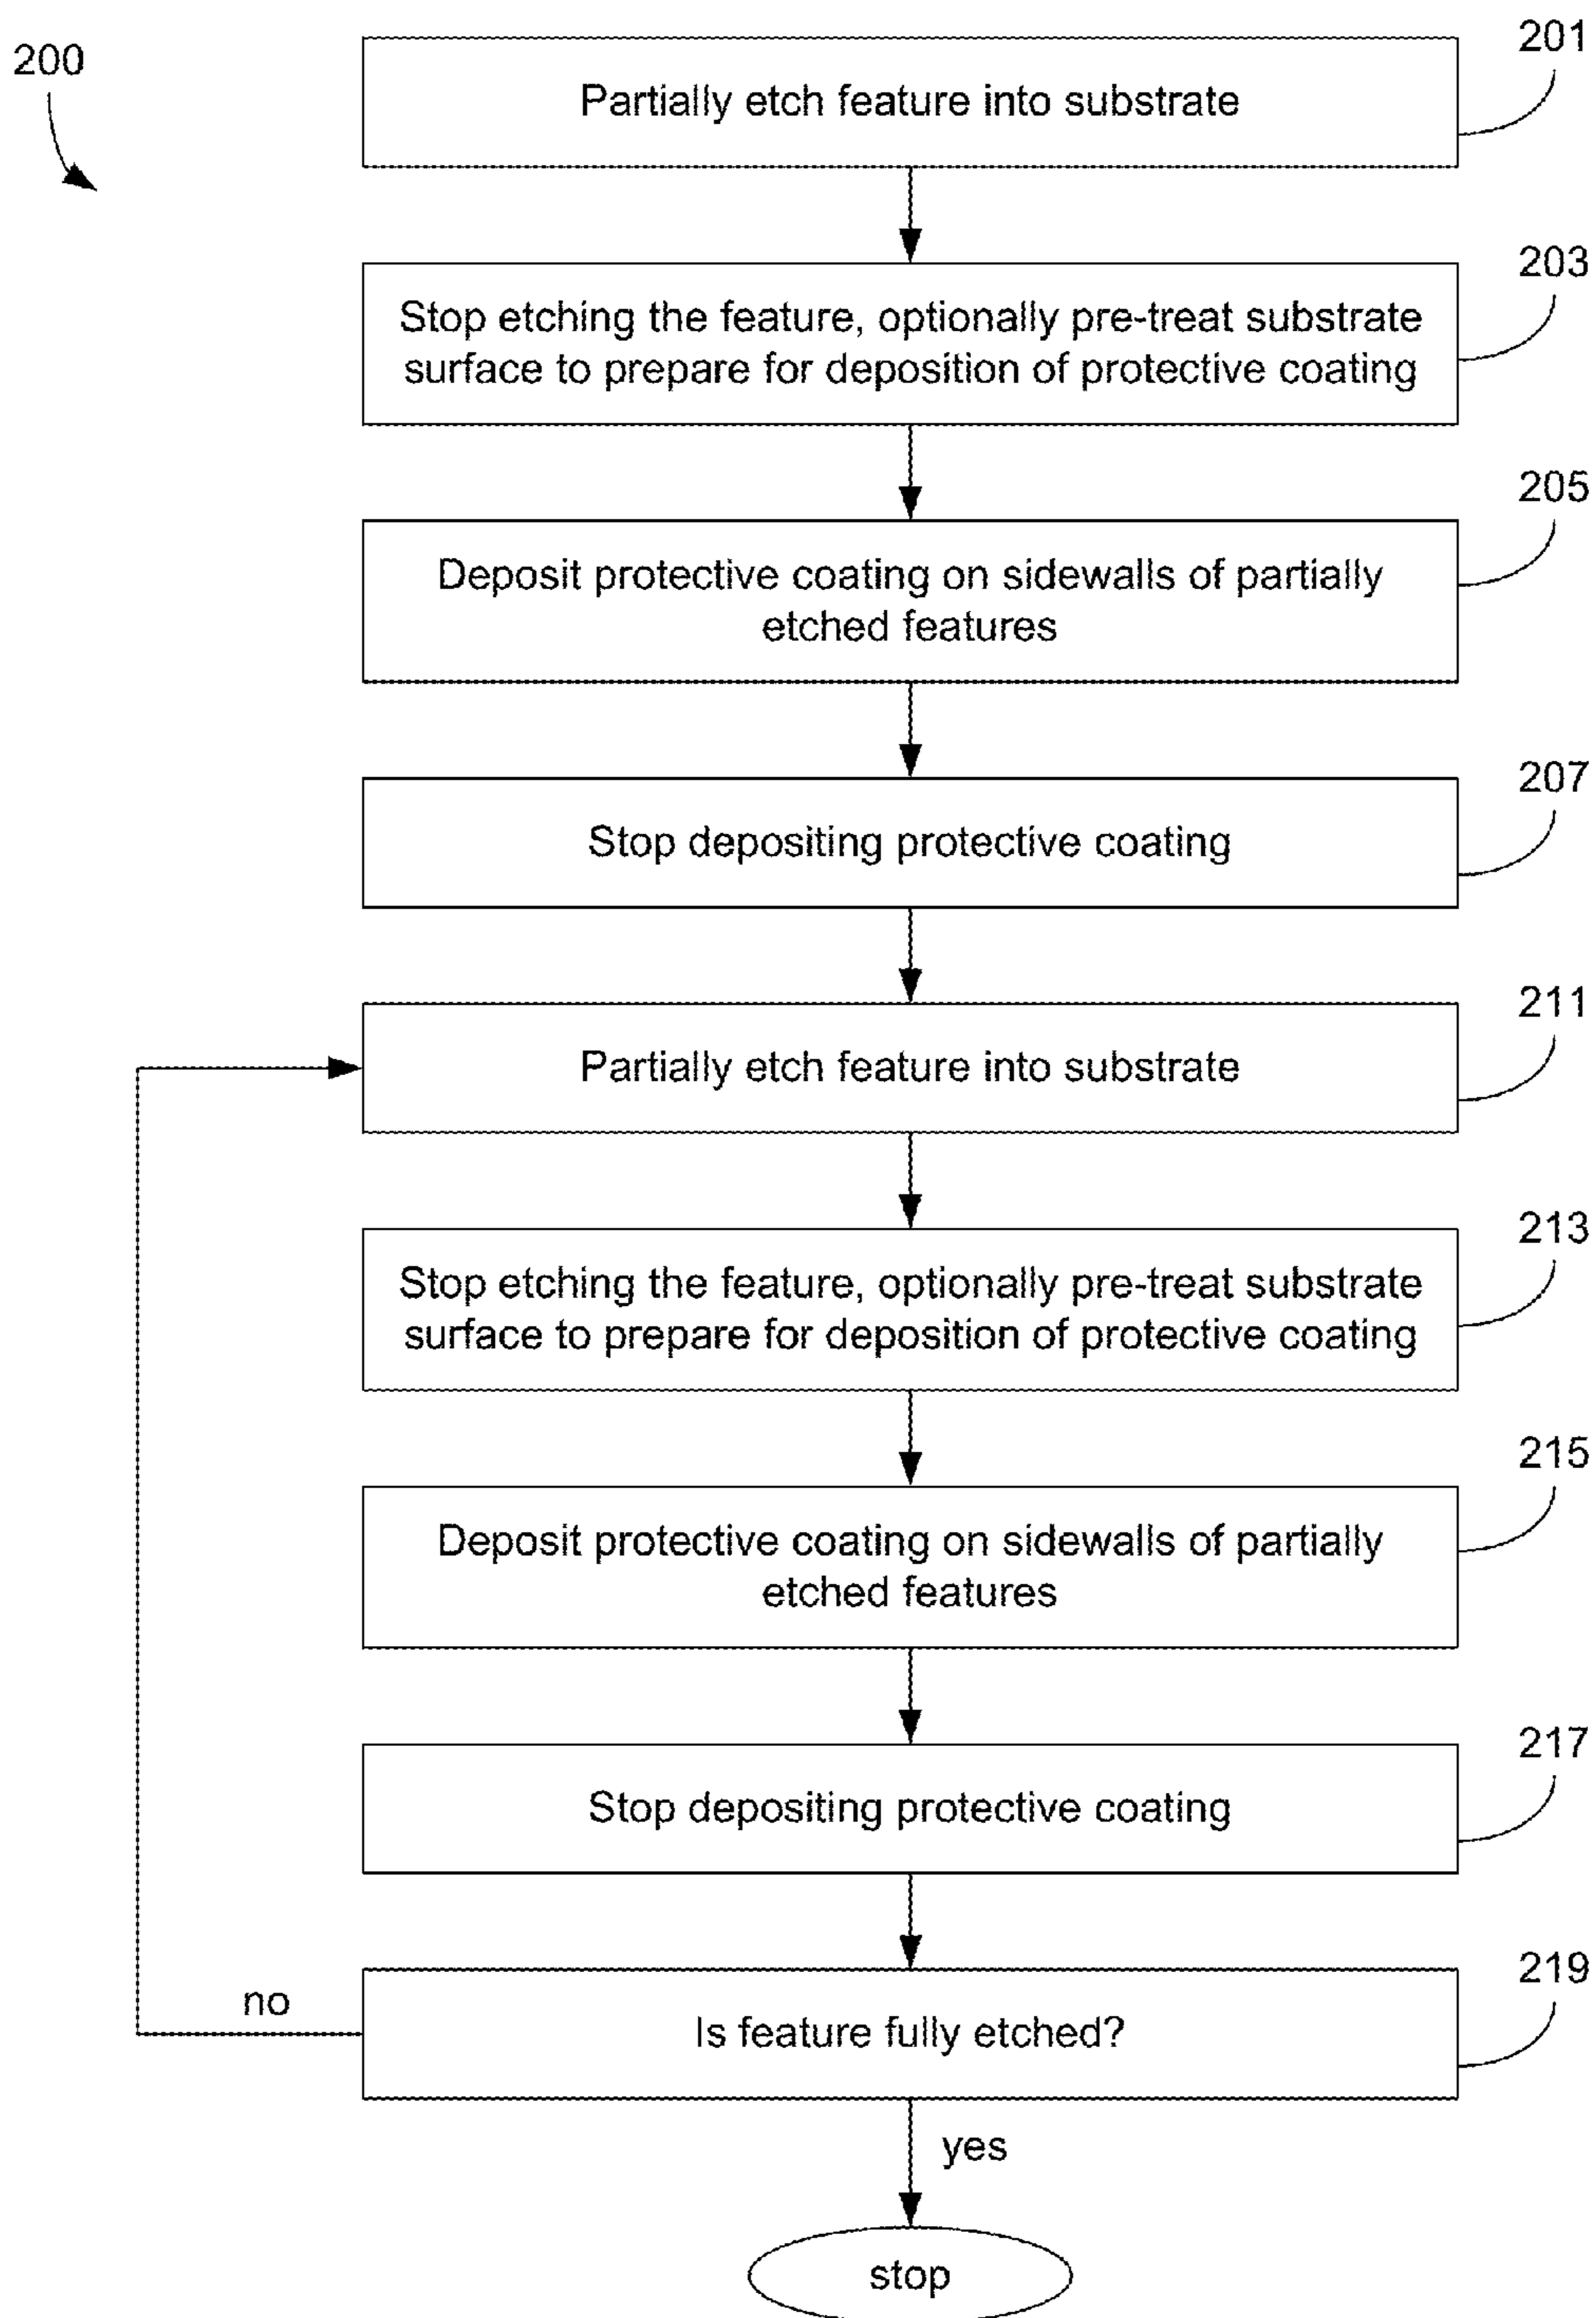 200
201
Partially etch feature into substrate
203
Stop etching the feature, optionally pre-treat substrate
surface to prepare for deposition of protective coating
205
Deposit protective coating on sidewalls of partially
etched features
207
Stop depositing protective coating
211
Partially etch feature into substrate
213
Stop etching the feature, optionally pre-treat substrate
surface to prepare for deposition of protective coating
215
Deposit protective coating on sidewalls of partially
etched features
217
Stop depositing protective coating
219
no
Is feature fully etched?
yes
stop